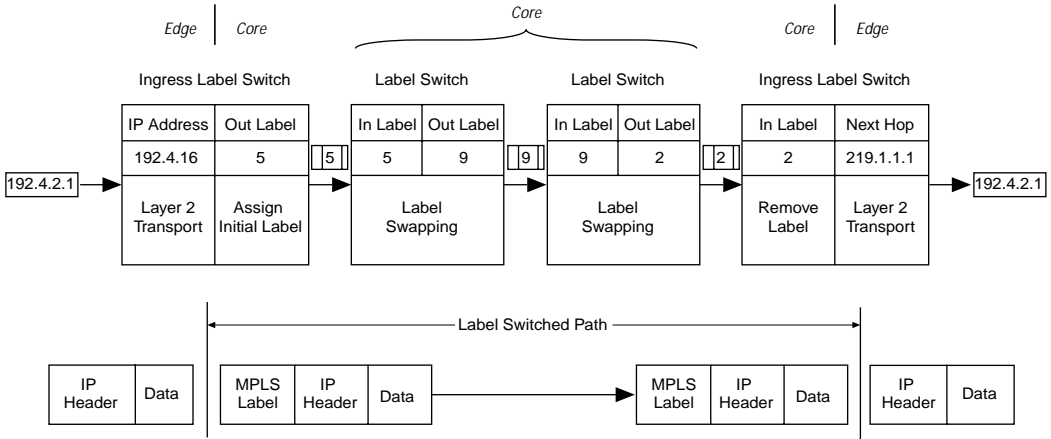 Core
Edge Core
Core Edge
Ingress Label Switch
Label Switch
Label Switch
Ingress Label Switch
IP Address Out Label
In Label Out Label
In Label Out Label
In Label Next Hop
192.4.16 5
5
5 9
9
9 2
2
2 219.1.1.1
192.4.2.1
192.4.2.1
Layer 2
Transport
Assign
Initial Label
Label
Swapping
Label
Swapping
Remove
Label
Layer 2
Transport
Label Switched Path
IP
Header
Data
MPLS
Label
IP
Header
Data
MPLS
Label
IP
Header
Data
IP
Header
Data